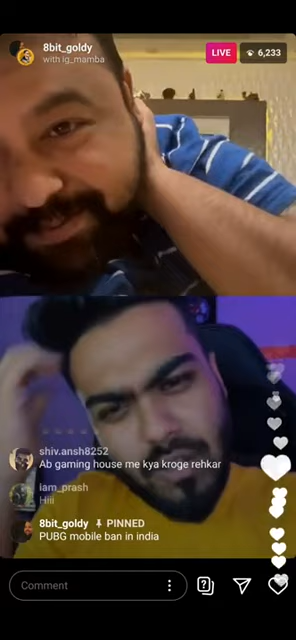 8bit_goldy
with ig_mamba
LIVE
6,233
shiv.ansh8252
Ab gaming house me kya kroge rehkar
iam_prash
Hiii
8bit_goldy PINNED
PUBG mobile ban in india
Comment